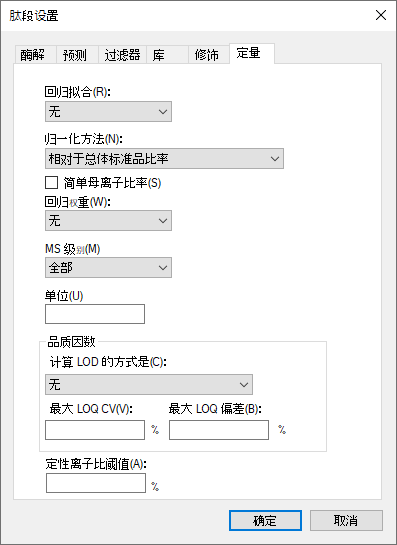 肽段设置
酶解 预测 过滤器 库 修饰 定量
回归拟合(R):
无
归一化方法(N):
相对于总体标准品比率
简单母离子比率(S)
回归权重(W):
无
MS 级别(M)
全部
单位(U)
品质因数
计算 LOD 的方式是(C):
无
最大 LOQ CV(V): 最大 LOQ 偏差(B):
% %
定性离子比阈值(A):
%
确定 取消